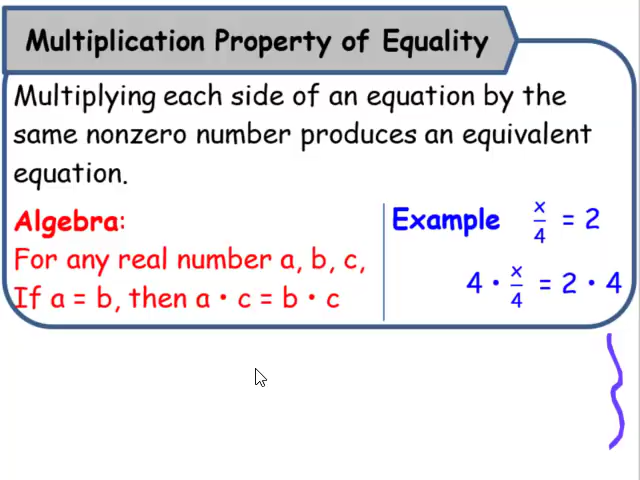 Multiplication Property of Equality
Multiplying each side of an equation by the
same nonzero number produces an equivalent
equation.
Algebra:
For any real number a, b, c,
If a = b, then a • c = b • c
Example x/4 = 2
4 • x/4 = 2 • 4